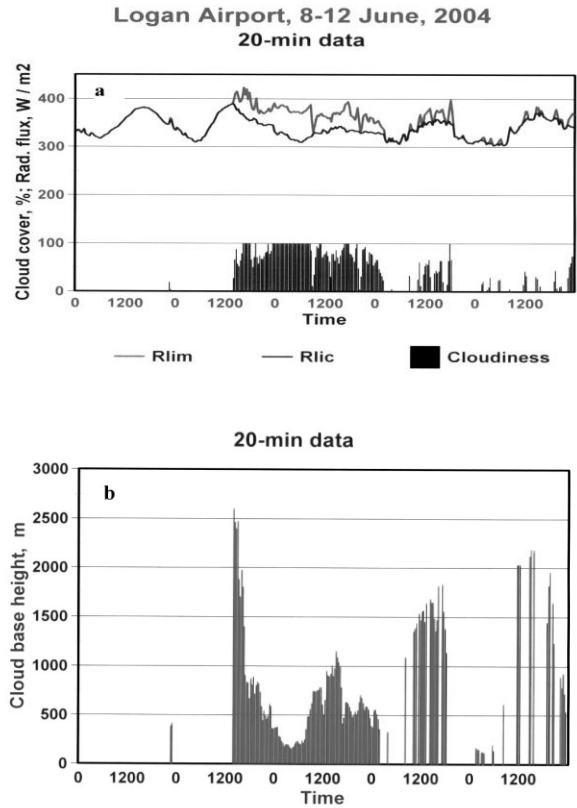 Logan Airport, 8-12 June, 2004
20-min data
a
Cloud cover, %; Rad. flux, W / m2
400
300
200
100
0
0 1200 0 1200 0 1200 0 1200 0 1200
Time
Rlim Rlic Cloudiness
20-min data
b
Cloud base height, m
3000
2500
2000
1500
1000
500
0
0 1200 0 1200 0 1200 0 1200 0 1200
Time